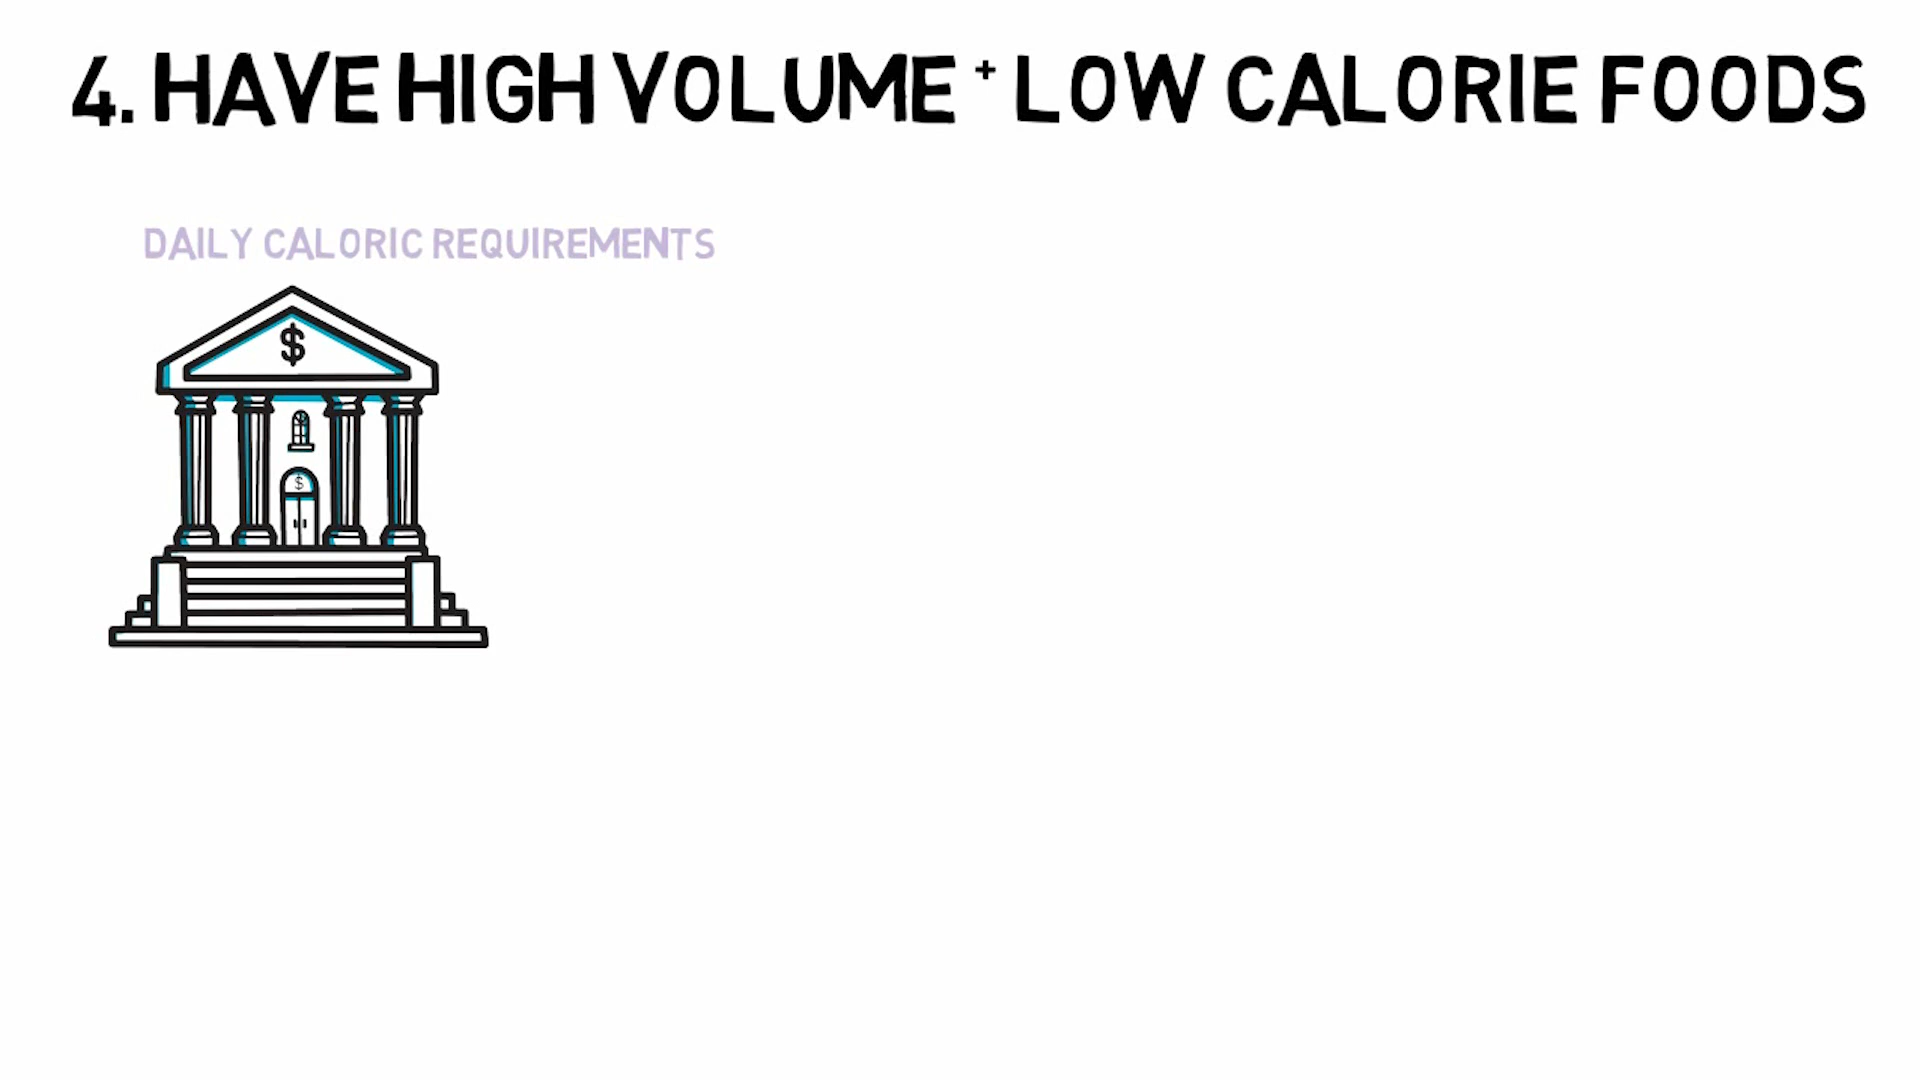 4. HAVE HIGH VOLUME + LOW CALORIE FOODS
DAILY CALORIC REQUIREMENTS
$
$